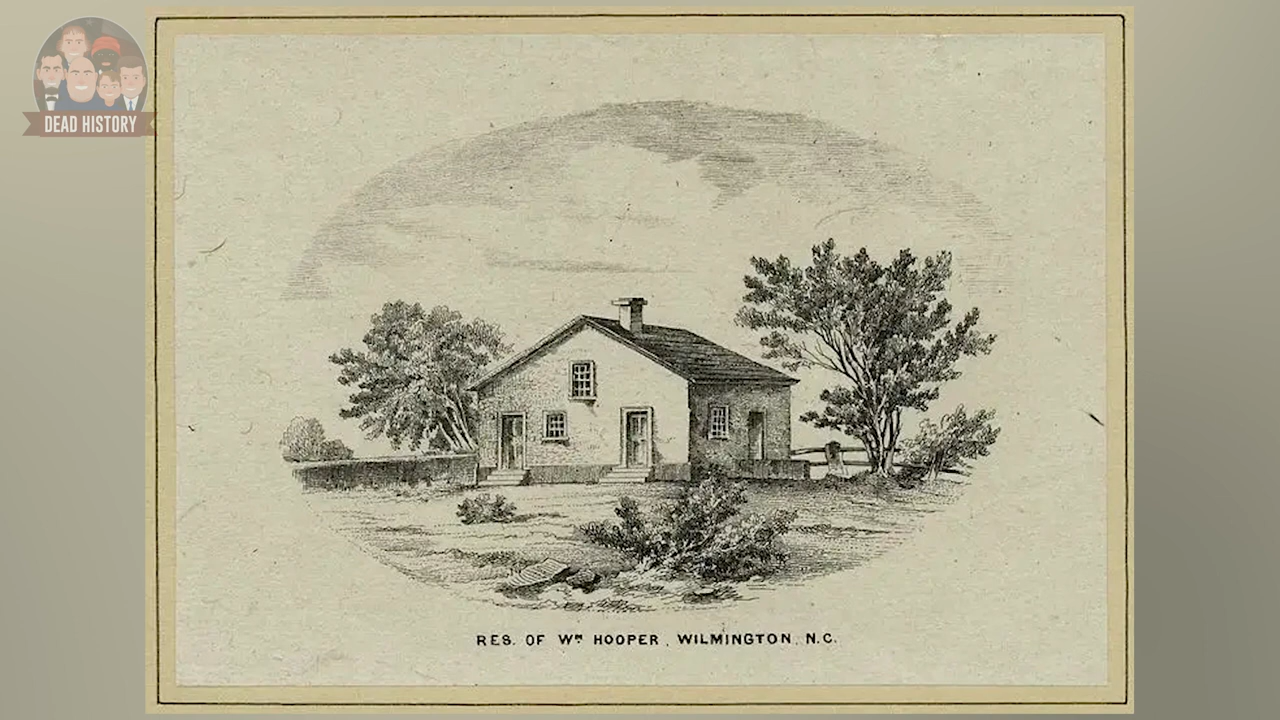 DEAD HISTORY
RES. OF Wᵐ HOOPER, WILMINGTON, N.C.